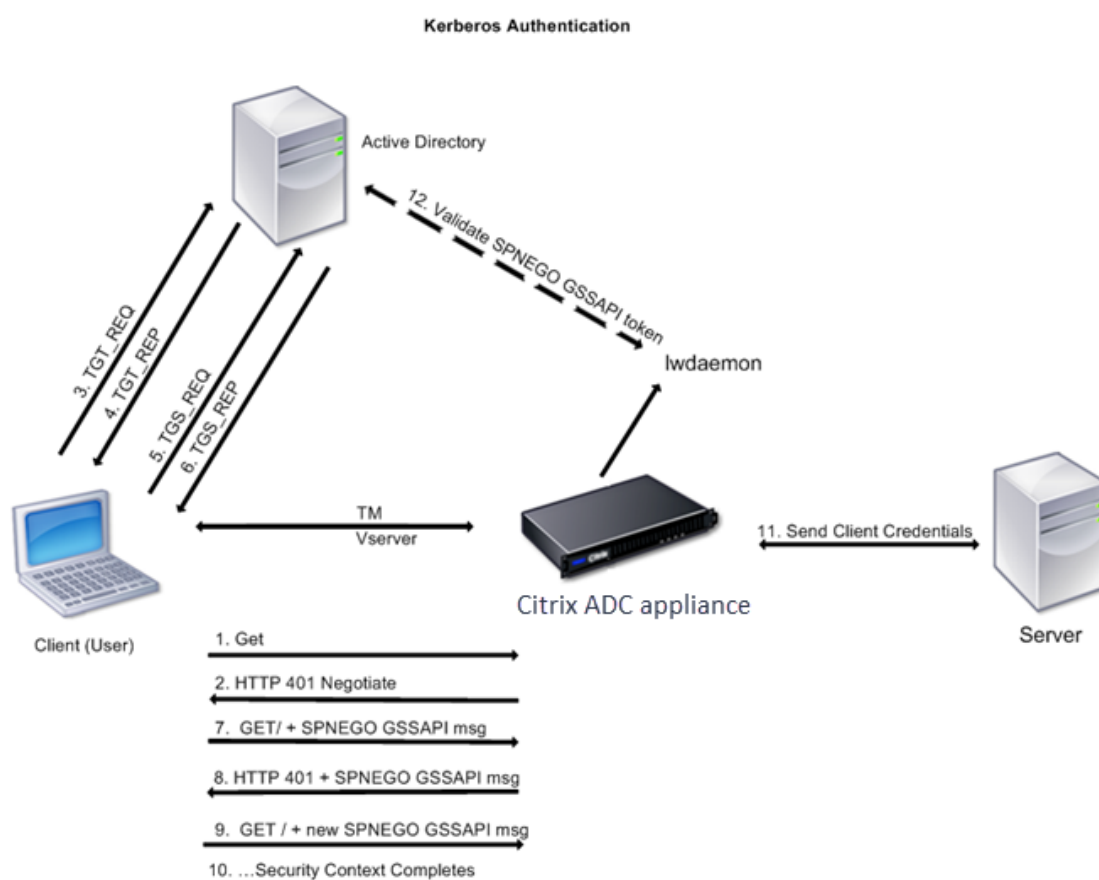 Kerberos Authentication
Active Directory
12. Validate SPNEGO GSSAPI token
lwdaemon
3. TGT_REQ
4. TGT_REP
5. TGS_REQ
6. TGS_REP
TM
Vserver
11. Send Client Credentials
Citrix
Citrix ADC appliance
Client (User)
Server
1. Get
2. HTTP 401 Negotiate
7. GET/ + SPNEGO GSSAPI msg
8. HTTP 401 + SPNEGO GSSAPI msg
9. GET / + new SPNEGO GSSAPI msg
10. ...Security Context Completes